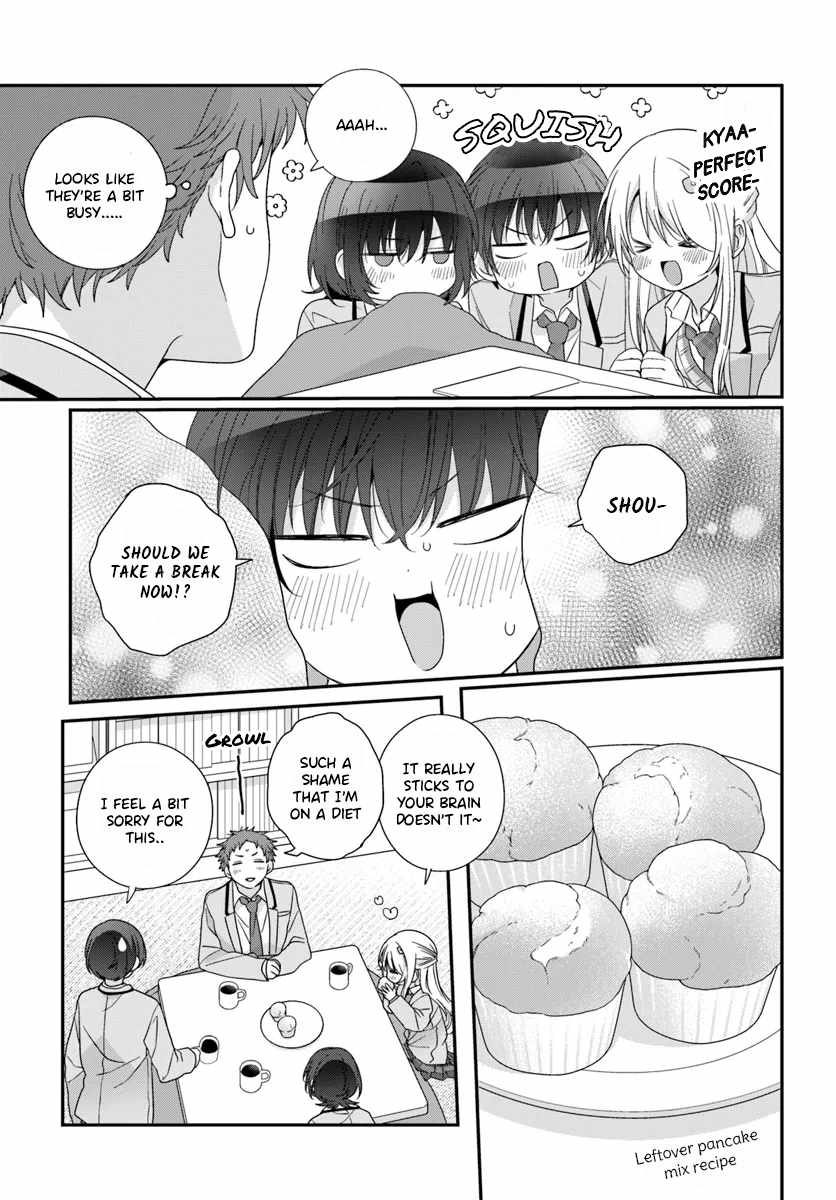 KYAA-
PERFECT
SCORE-
SQUISH
AAAH...
LOOKS LIKE
THEY'RE A BIT
BUSY.....
SHOU-
SHOULD WE
TAKE A BREAK
NOW!?
Leftover pancake
mix recipe
IT REALLY
STICKS TO
YOUR BRAIN
DOESN'T IT~
SUCH A
SHAME
THAT I'M
ON A DIET
GROWL
I FEEL A BIT
SORRY FOR
THIS..